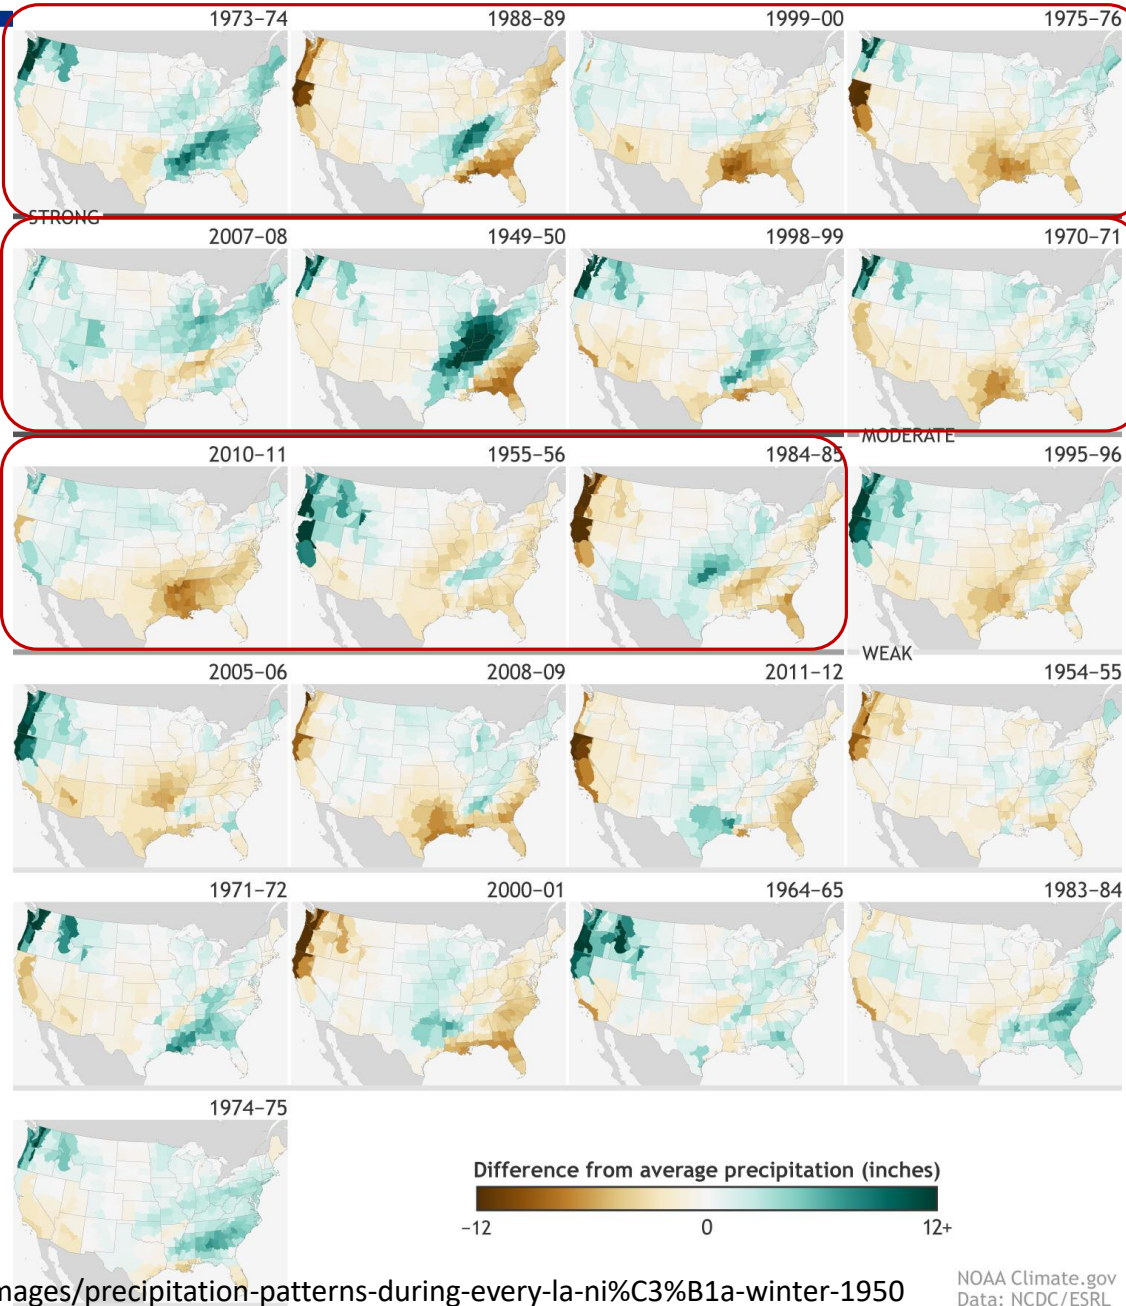 1973–74
1988–89
1999–00
1975–76
STRONG
2007–08
1949–50
1998–99
1970–71
MODERATE
2010–11
1955–56
1984–85
1995–96
WEAK
2005–06
2008–09
2011–12
1954–55
1971–72
2000–01
1964–65
1983–84
1974–75
Difference from average precipitation (inches)
−12 0 12+
mages/precipitation-patterns-during-every-la-ni%C3%B1a-winter-1950
NOAA Climate.gov
Data: NCDC/ESRL